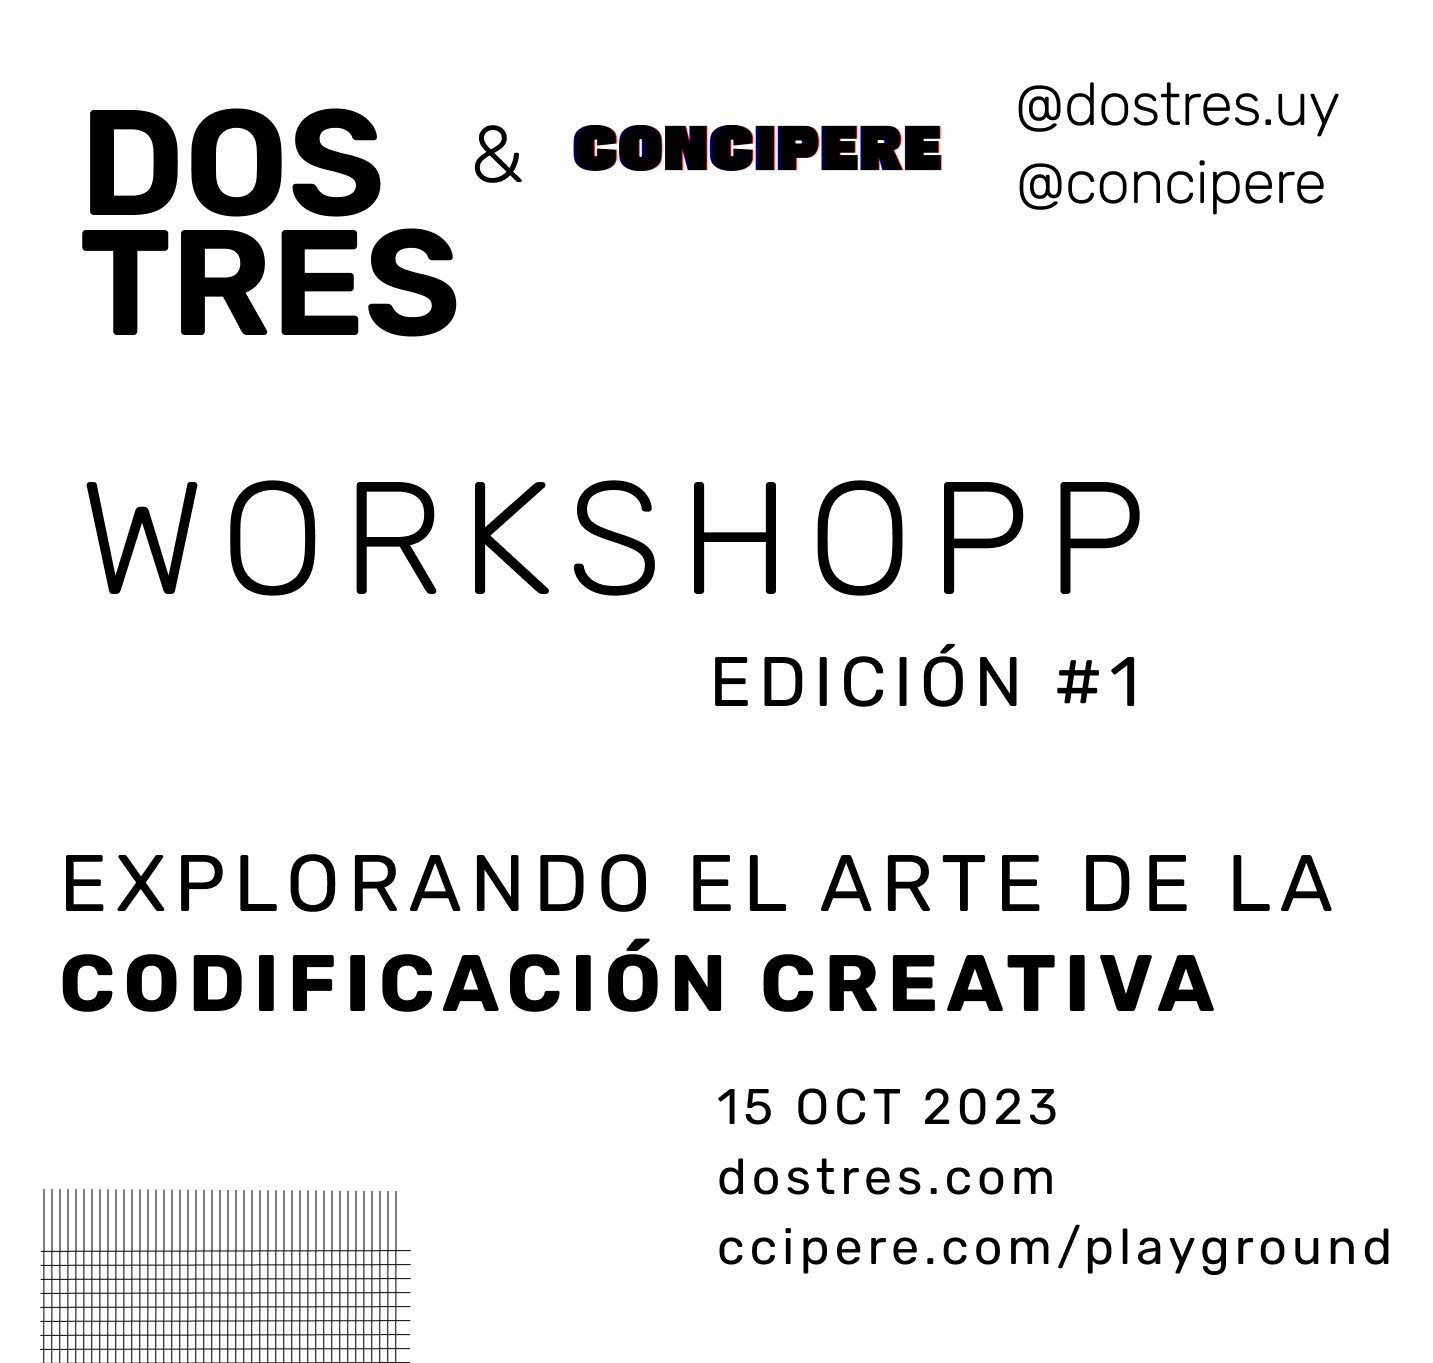 DOS
TRES
& CONCIPERE
@dostres.uy
@concipere
WORKSHOPP
EDICIÓN #1
EXPLORANDO EL ARTE DE LA
CODIFICACIÓN CREATIVA
15 OCT 2023
dostres.com
ccipere.com/playground